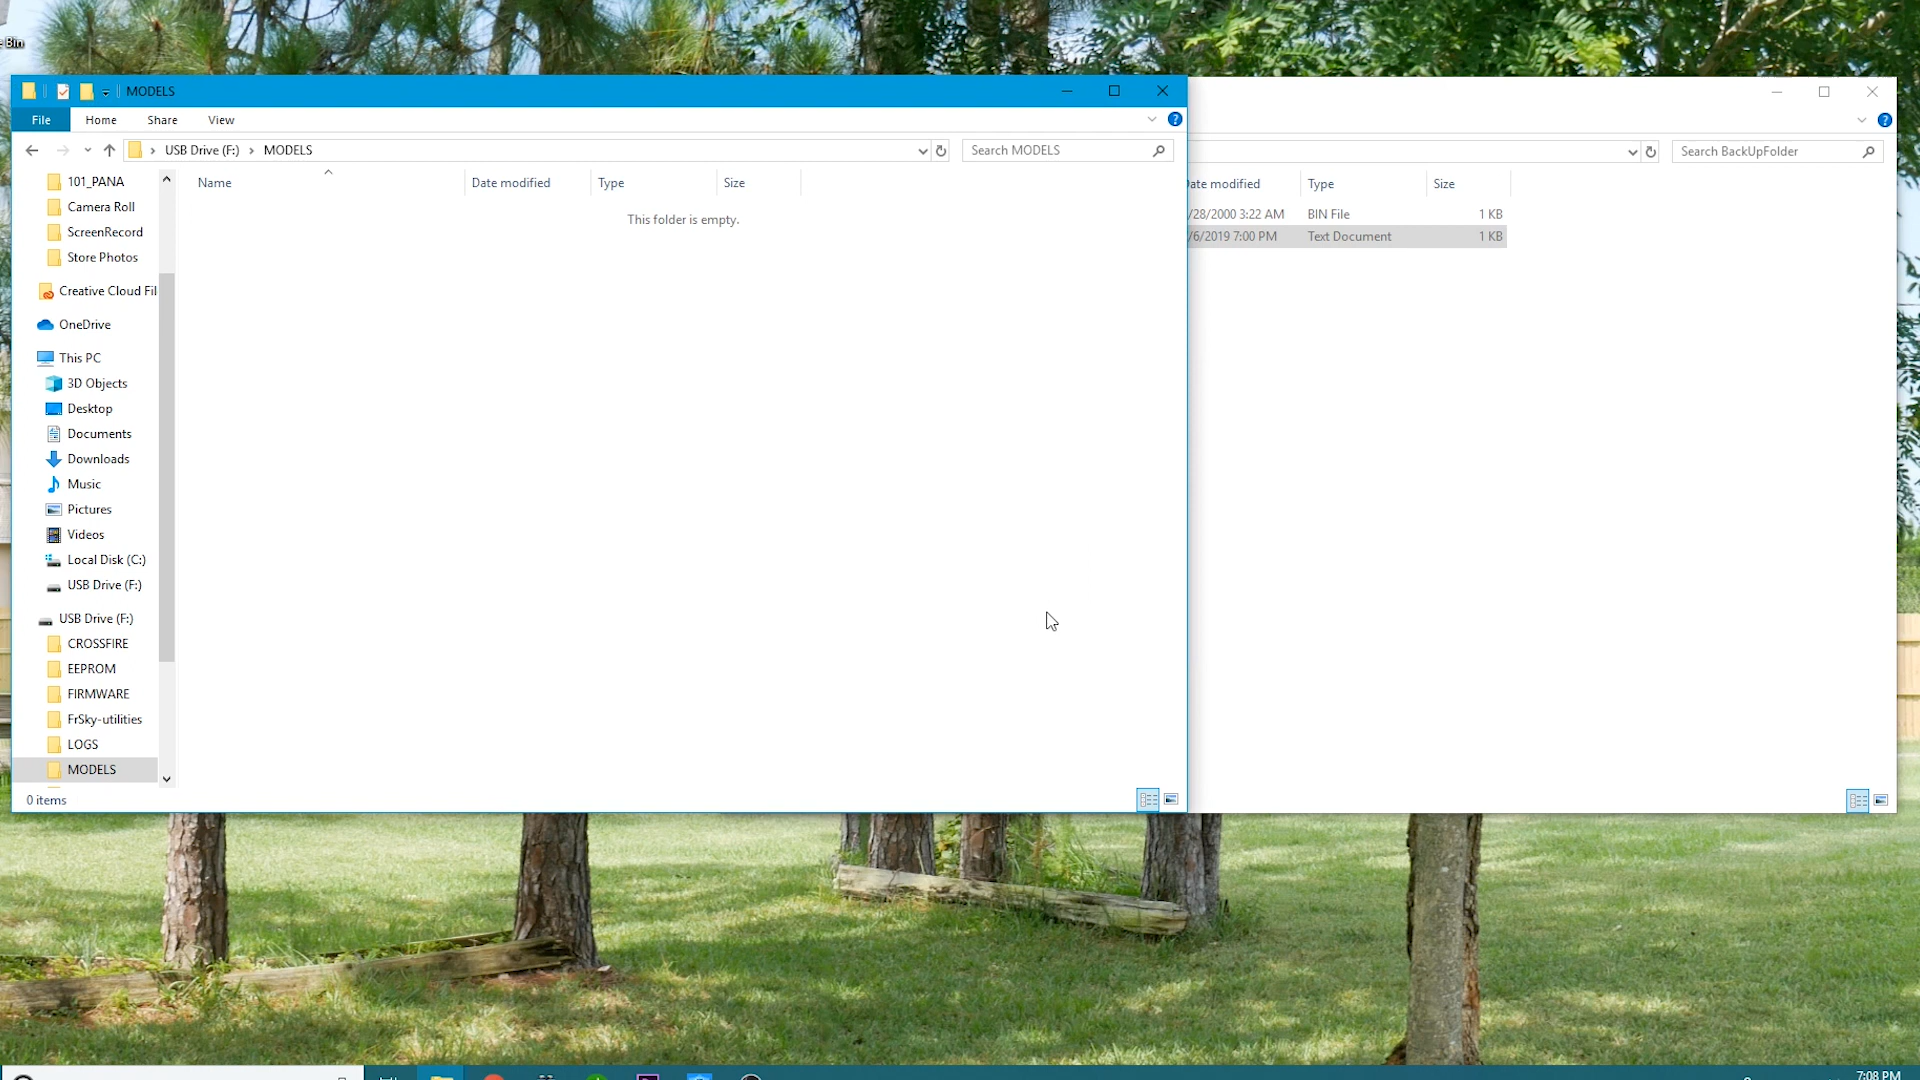 Bin
MODELS
File Home Share View
USB Drive (F:) MODELS
Search MODELS
Search BackUpFolder
Name Date modified Type Size
This folder is empty.
ate modified Type Size
/28/2000 3:22 AM BIN File 1 KB
/6/2019 7:00 PM Text Document 1 KB
101_PANA
Camera Roll
ScreenRecord
Store Photos
Creative Cloud Fil
OneDrive
This PC
3D Objects
Desktop
Documents
Downloads
Music
Pictures
Videos
Local Disk (C:)
USB Drive (F:)
USB Drive (F:)
CROSSFIRE
EEPROM
FIRMWARE
FrSky-utilities
LOGS
MODELS
0 items
7:08 PM